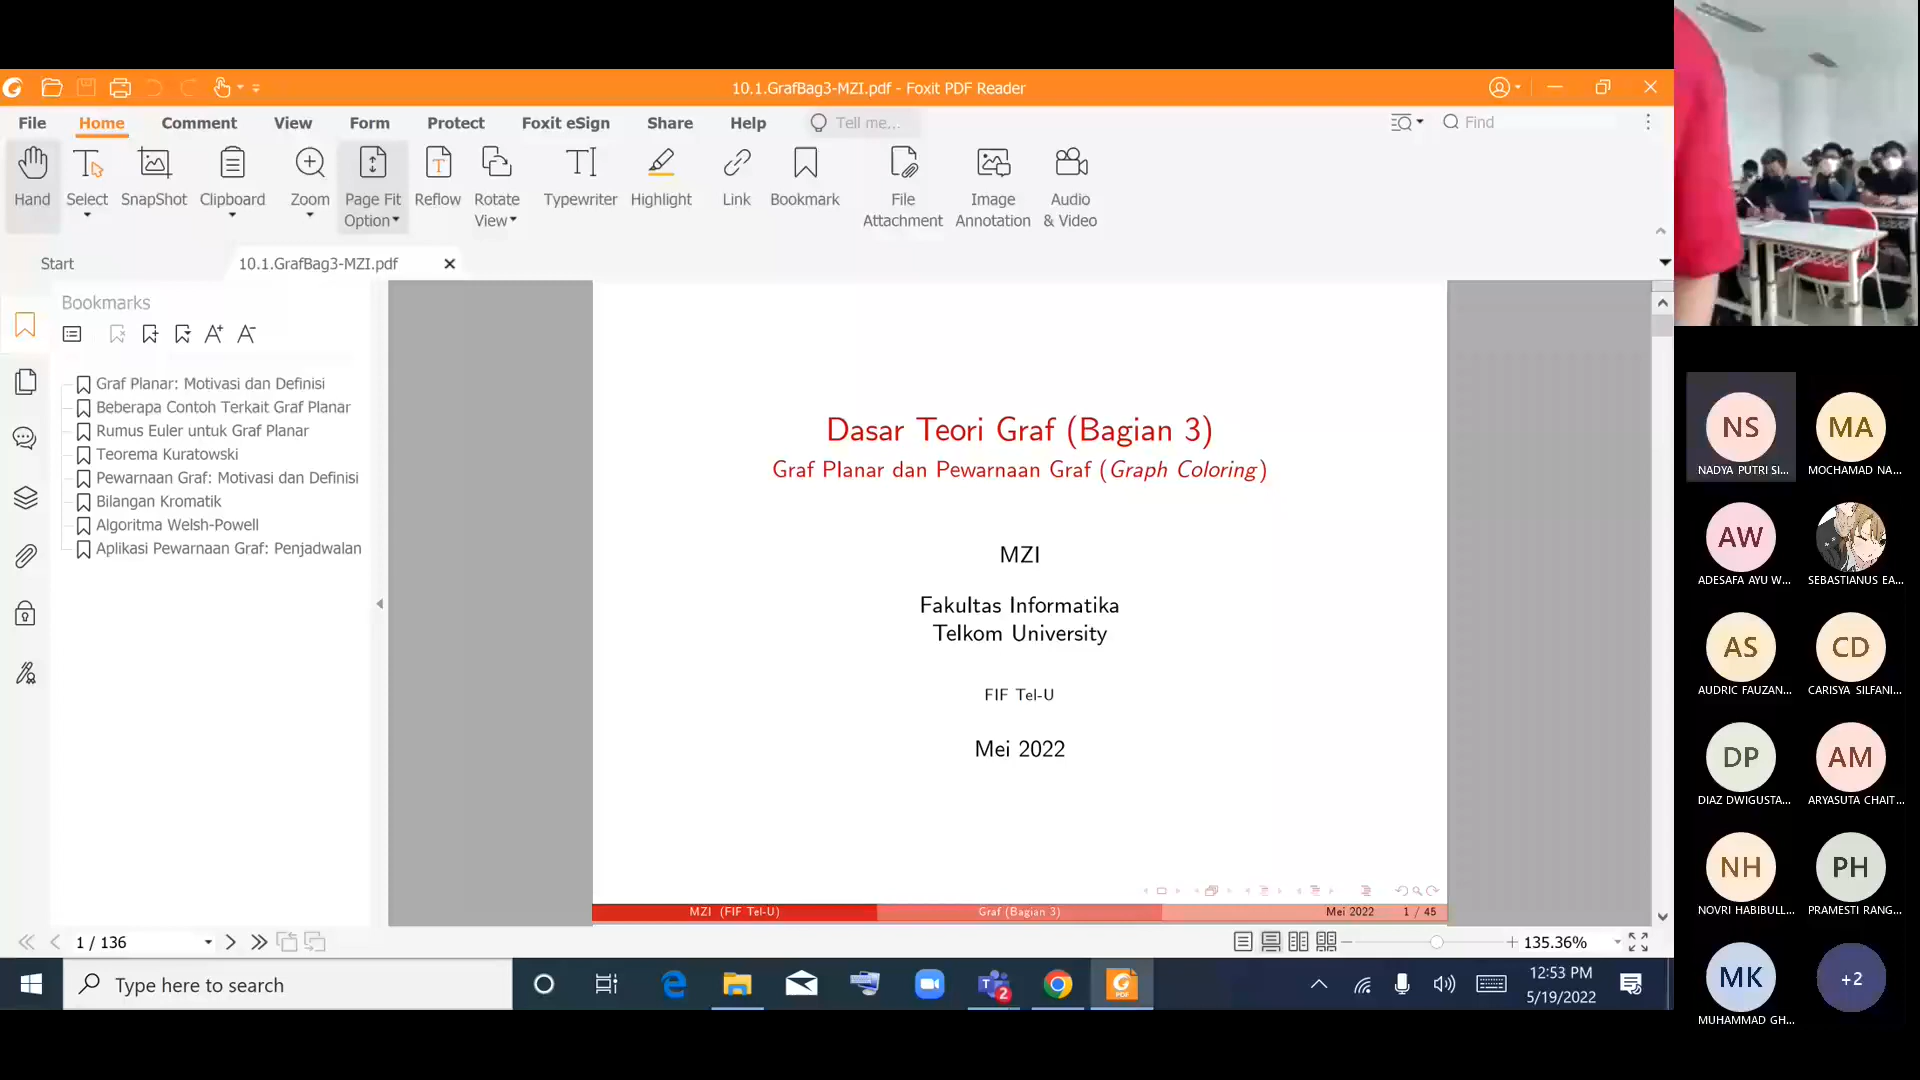 10.1.GrafBag3-MZI.pdf - Foxit PDF Reader
File Home Comment View Form Protect Foxit eSign Share Help Tell me... Find
Hand Select SnapShot Clipboard Zoom Page Fit Option Reflow Rotate View Typewriter Highlight Link Bookmark File Attachment Image Annotation Audio & Video
Start 10.1.GrafBag3-MZI.pdf
Bookmarks
Graf Planar: Motivasi dan Definisi
Beberapa Contoh Terkait Graf Planar
Rumus Euler untuk Graf Planar
Teorema Kuratowski
Pewarnaan Graf: Motivasi dan Definisi
Bilangan Kromatik
Algoritma Welsh-Powell
Aplikasi Pewarnaan Graf: Penjadwalan
Dasar Teori Graf (Bagian 3)
Graf Planar dan Pewarnaan Graf (Graph Coloring)
MZI
Fakultas Informatika
Telkom University
FIF Tel-U
Mei 2022
MZI (FIF Tel-U) Graf (Bagian 3) Mei 2022 1 / 45
1 / 136 135.36%
Type here to search
2
12:53 PM
5/19/2022
NS MA
NADYA PUTRI SI... MOCHAMAD NA...
AW
ADESAFA AYU W... SEBASTIANUS EA...
AS CD
AUDRIC FAUZAN... CARISYA SILFANI...
DP AM
DIAZ DWIGUSTA... ARYASUTA CHAIT...
NH PH
NOVRI HABIBULL... PRAMESTI RANG...
MK +2
MUHAMMAD GH...